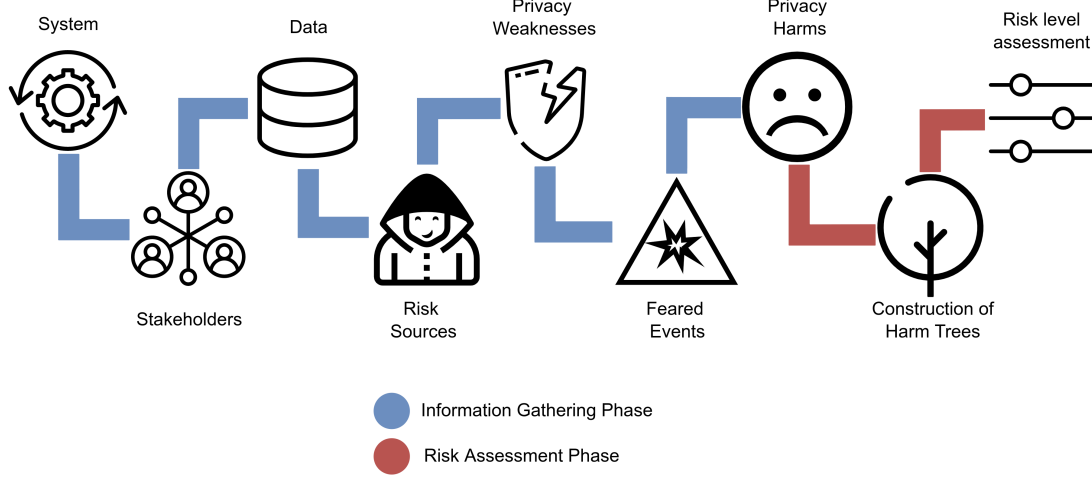 System
Stakeholders
Data
Risk
Sources
Privacy
Weaknesses
Feared
Events
Privacy
Harms
Construction of
Harm Trees
Risk level
assessment
Information Gathering Phase
Risk Assessment Phase